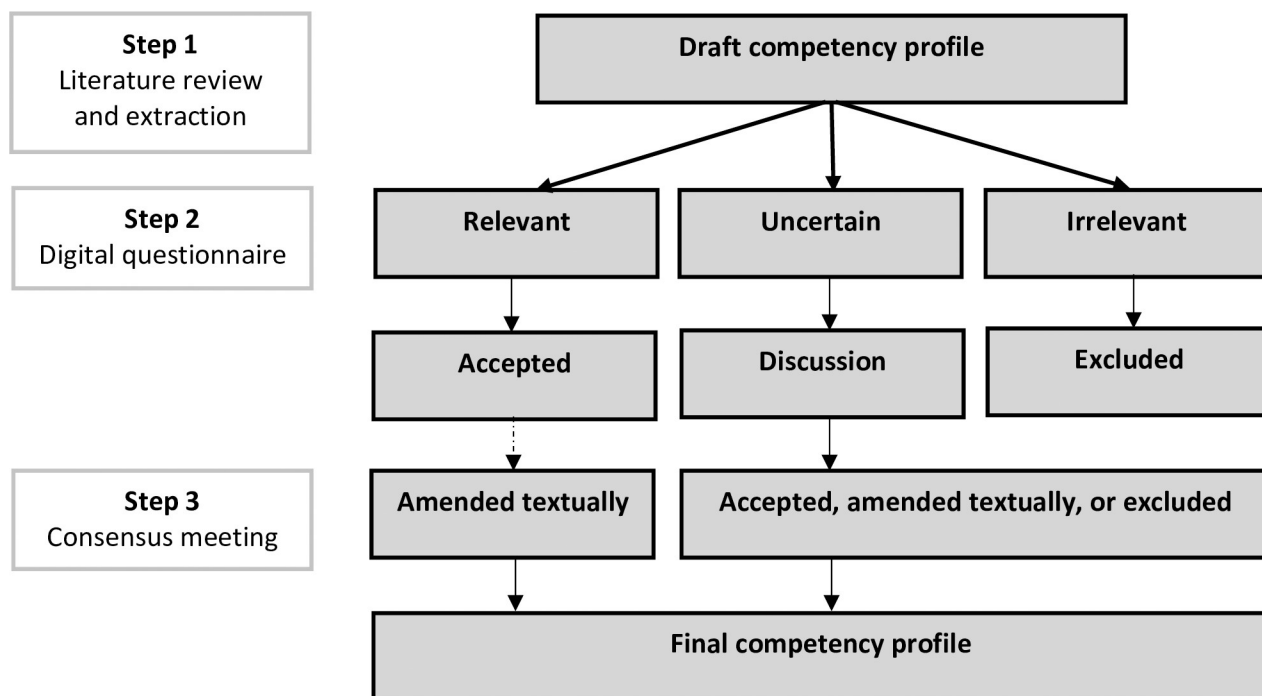 Step 1
Literature review
and extraction
Draft competency profile
Step 2
Digital questionnaire
Relevant
Uncertain
Irrelevant
Accepted
Discussion
Excluded
Step 3
Consensus meeting
Amended textually
Accepted, amended textually, or excluded
Final competency profile